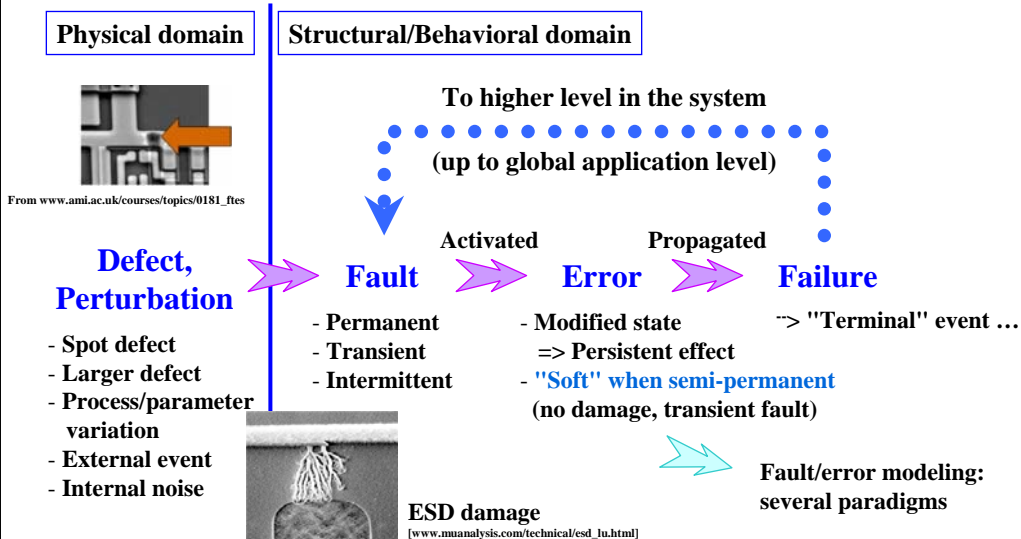 Physical domain
Structural/Behavioral domain
To higher level in the system
(up to global application level)
From www.ami.ac.uk/courses/topics/0181_ftes
Activated
Propagated
Defect,
Perturbation
Fault
Error
Failure
- Spot defect
- Larger defect
- Process/parameter
variation
- External event
- Internal noise
- Permanent
- Transient
- Intermittent
- Modified state
=> Persistent effect
- "Soft" when semi-permanent
(no damage, transient fault)
--> "Terminal" event …
Fault/error modeling:
several paradigms
ESD damage
[www.muanalysis.com/technical/esd_lu.html]